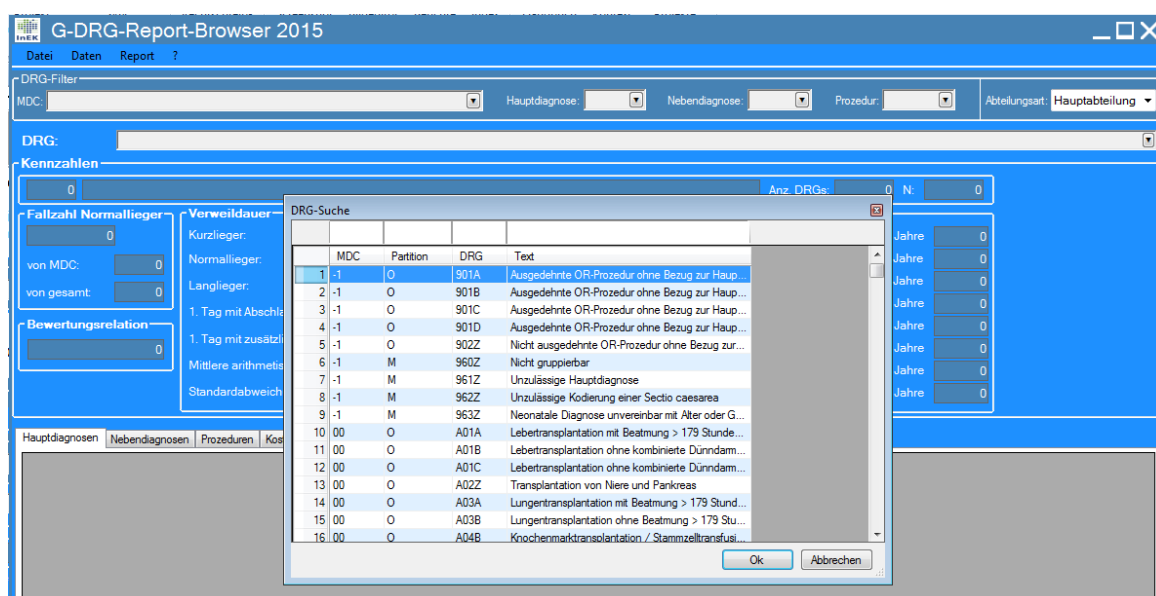 InEK G-DRG-Report-Browser 2015
Datei Daten Report ?
DRG-Filter
MDC: Hauptdiagnose: Nebendiagnose: Prozedur: Abteilungsart: Hauptabteilung
DRG:
Kennzahlen
0 Anz. DRGs: 0 N: 0
Fallzahl Normallieger
0
von MDC: 0
von gesamt: 0
Bewertungsrelation
0
Verweildauer
Kurzlieger:
Normallieger:
Langlieger:
1. Tag mit Abschla
1. Tag mit zusätzli
Mittlere arithmetis
Standardabweich
Jahre 0
Jahre 0
Jahre 0
Jahre 0
Jahre 0
Jahre 0
Jahre 0
Jahre 0
DRG-Suche
MDC Partition DRG Text
1 -1 O 901A Ausgedehnte OR-Prozedur ohne Bezug zur Haup...
2 -1 O 901B Ausgedehnte OR-Prozedur ohne Bezug zur Haup...
3 -1 O 901C Ausgedehnte OR-Prozedur ohne Bezug zur Haup...
4 -1 O 901D Ausgedehnte OR-Prozedur ohne Bezug zur Haup...
5 -1 O 902Z Nicht ausgedehnte OR-Prozedur ohne Bezug zur...
6 -1 M 960Z Nicht gruppierbar
7 -1 M 961Z Unzulässige Hauptdiagnose
8 -1 M 962Z Unzulässige Kodierung einer Sectio caesarea
9 -1 M 963Z Neonatale Diagnose unvereinbar mit Alter oder G...
10 00 O A01A Lebertransplantation mit Beatmung > 179 Stunde...
11 00 O A01B Lebertransplantation ohne kombinierte Dünndarm...
12 00 O A01C Lebertransplantation ohne kombinierte Dünndarm...
13 00 O A02Z Transplantation von Niere und Pankreas
14 00 O A03A Lungentransplantation mit Beatmung > 179 Stund...
15 00 O A03B Lungentransplantation ohne Beatmung > 179 Stu...
16 00 O A04B Knochenmarktransplantation / Stammzelltransfusi...
Ok Abbrechen
Hauptdiagnosen Nebendiagnosen Prozeduren Kos